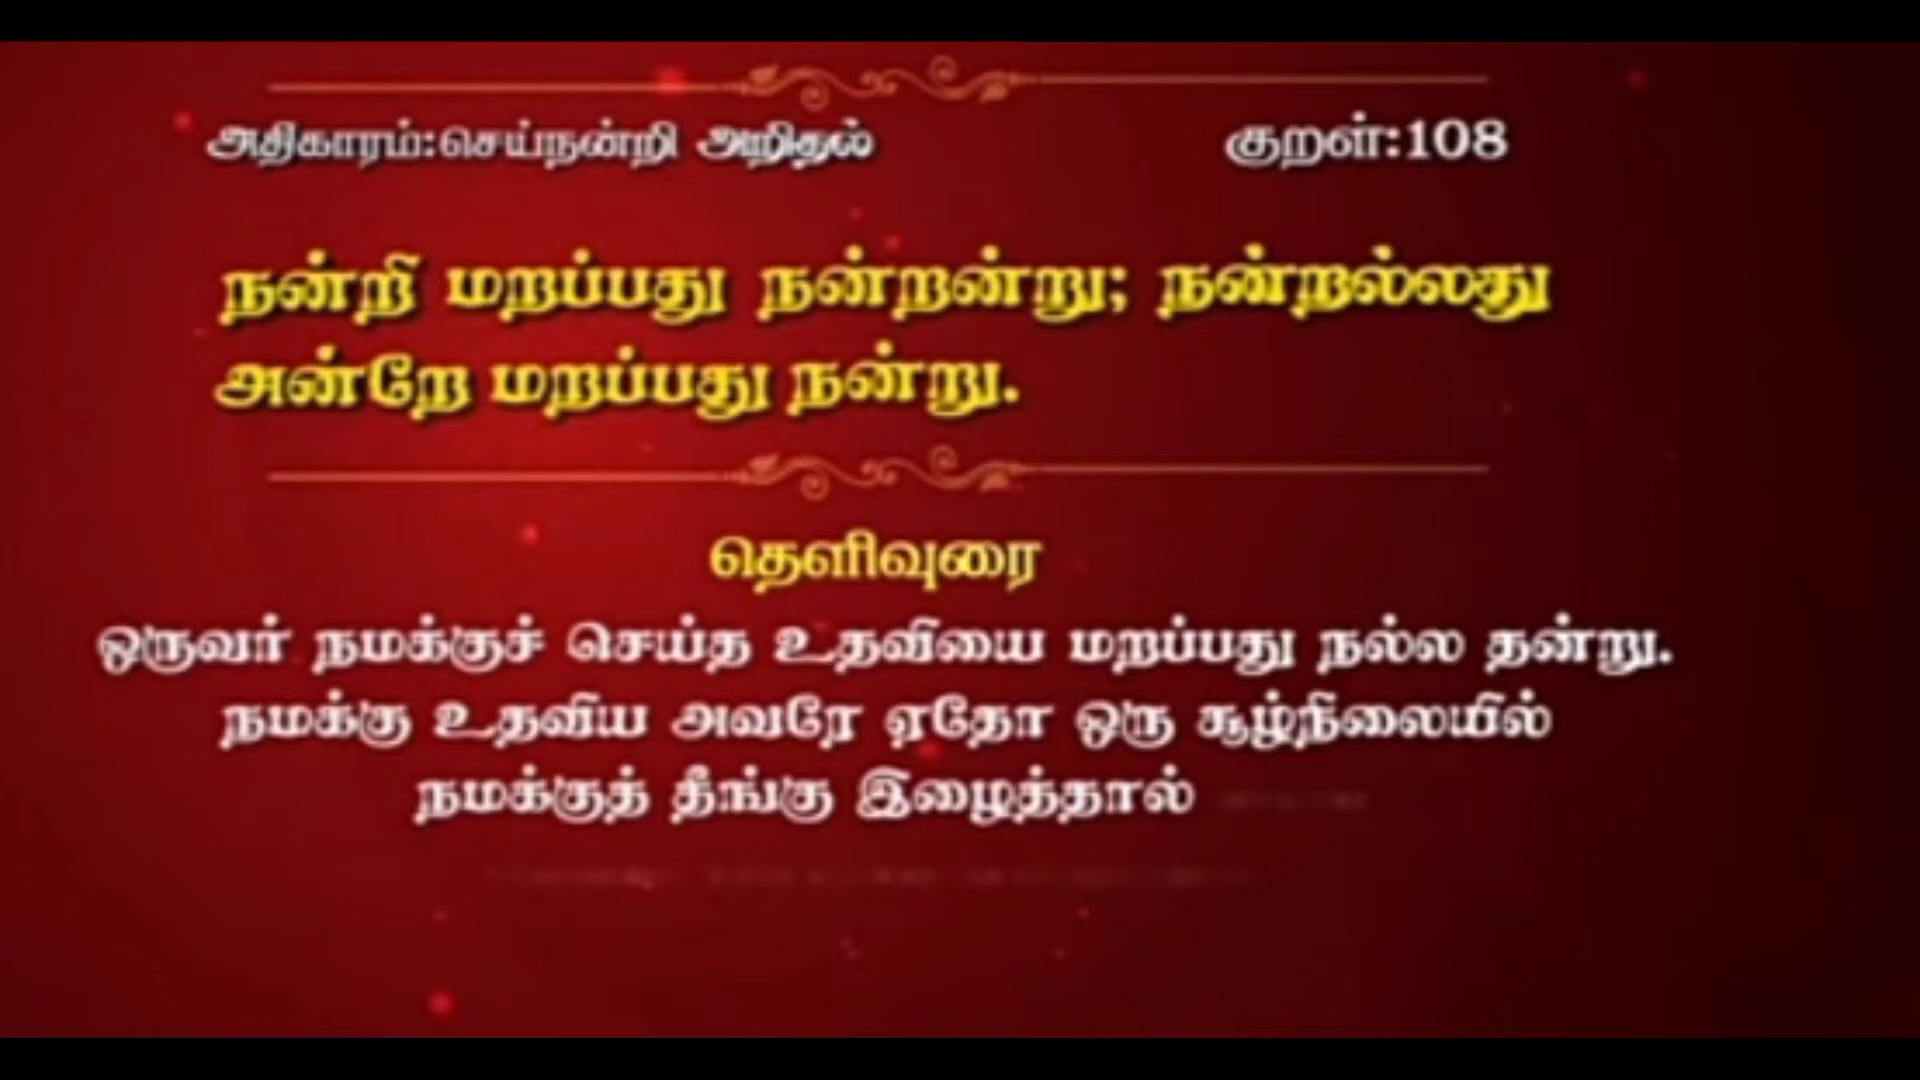 அதிகாரம்:செய்நன்றி அறிதல் குறள்:108
நன்றி மறப்பது நன்றன்று; நன்றல்லது
அன்றே மறப்பது நன்று.
தெளிவுரை
ஒருவர் நமக்குச் செய்த உதவியை மறப்பது நல்ல தன்று.
நமக்கு உதவிய அவரே ஏதோ ஒரு சூழ்நிலையில்
நமக்குத் தீங்கு இழைத்தால்